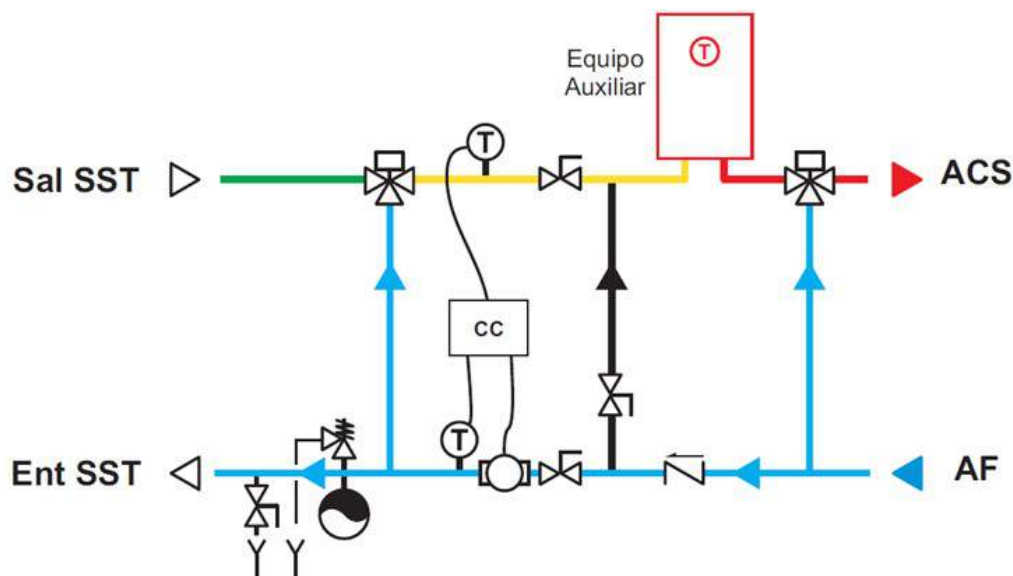 Equipo
Auxiliar
T
T
Sal SST
ACS
CC
T
Ent SST
AF